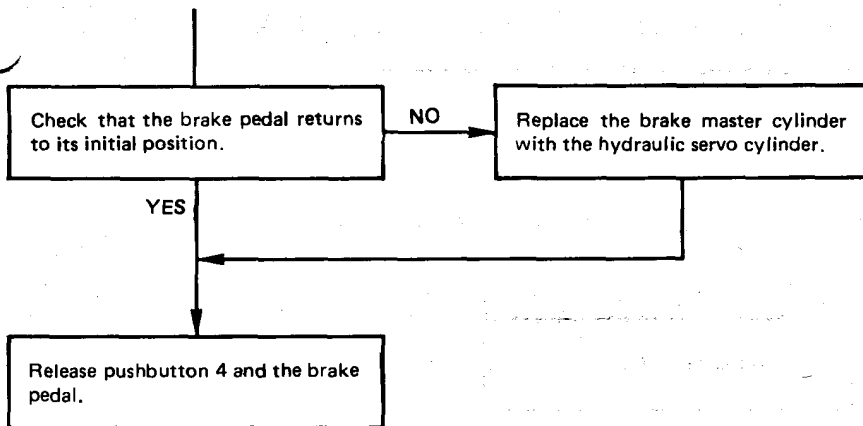 Check that the brake pedal returns
to its initial position.
NO
Replace the brake master cylinder
with the hydraulic servo cylinder.
YES
Release pushbutton 4 and the brake
pedal.